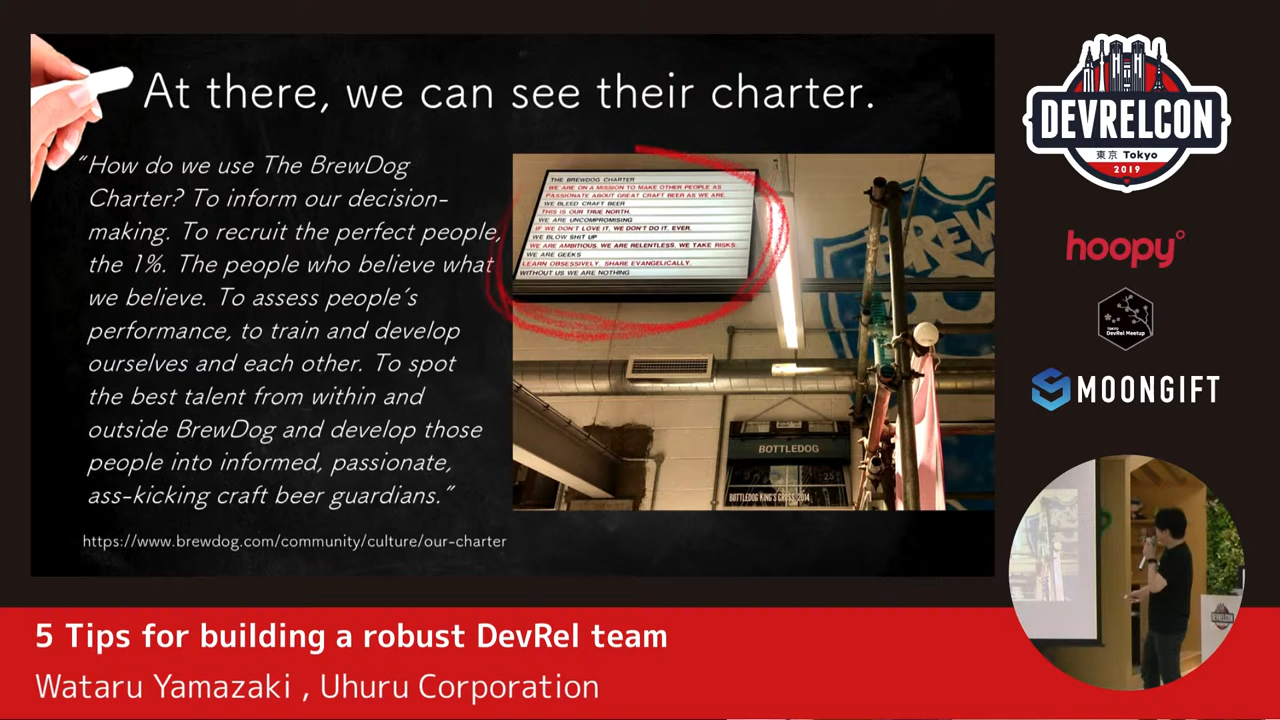 At there, we can see their charter.
“How do we use The BrewDog
Charter? To inform our decision-
making. To recruit the perfect people,
the 1%. The people who believe what
we believe. To assess people’s
performance, to train and develop
ourselves and each other. To spot
the best talent from within and
outside BrewDog and develop those
people into informed, passionate,
ass-kicking craft beer guardians.”
https://www.brewdog.com/community/culture/our-charter
THE BREWDOG CHARTER
WE ARE ON A MISSION TO MAKE OTHER PEOPLE AS
PASSIONATE ABOUT GREAT CRAFT BEER AS WE ARE.
WE BLEED CRAFT BEER
THIS IS OUR TRUE NORTH.
WE ARE UNCOMPROMISING
IF WE DON'T LOVE IT, WE DON'T DO IT. EVER.
WE BLOW SHIT UP
WE ARE AMBITIOUS. WE ARE RELENTLESS. WE TAKE RISKS
WE ARE GEEKS
LEARN OBSESSIVELY. SHARE EVANGELICALLY.
WITHOUT US WE ARE NOTHING
BREW
BOTTLEDOG
BOTTLEDOG KING'S CROSS, 2014
DEVRELCON
東京 Tokyo
2019
hoopy
TOKYO
DevRel Meetup
MOONGIFT
5 Tips for building a robust DevRel team
Wataru Yamazaki , Uhuru Corporation